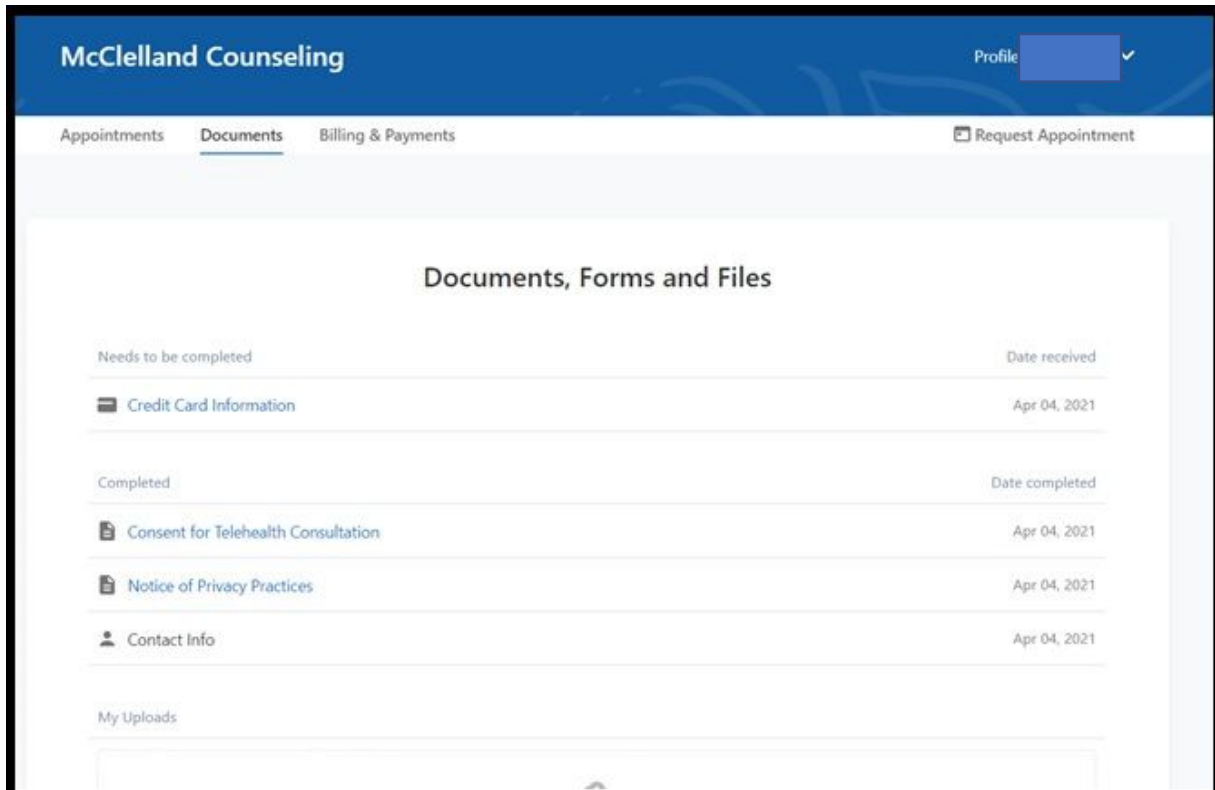 McClelland Counseling
Profile
Appointments Documents Billing & Payments Request Appointment
Documents, Forms and Files
Needs to be completed Date received
Credit Card Information Apr 04, 2021
Completed Date completed
Consent for Telehealth Consultation Apr 04, 2021
Notice of Privacy Practices Apr 04, 2021
Contact Info Apr 04, 2021
My Uploads